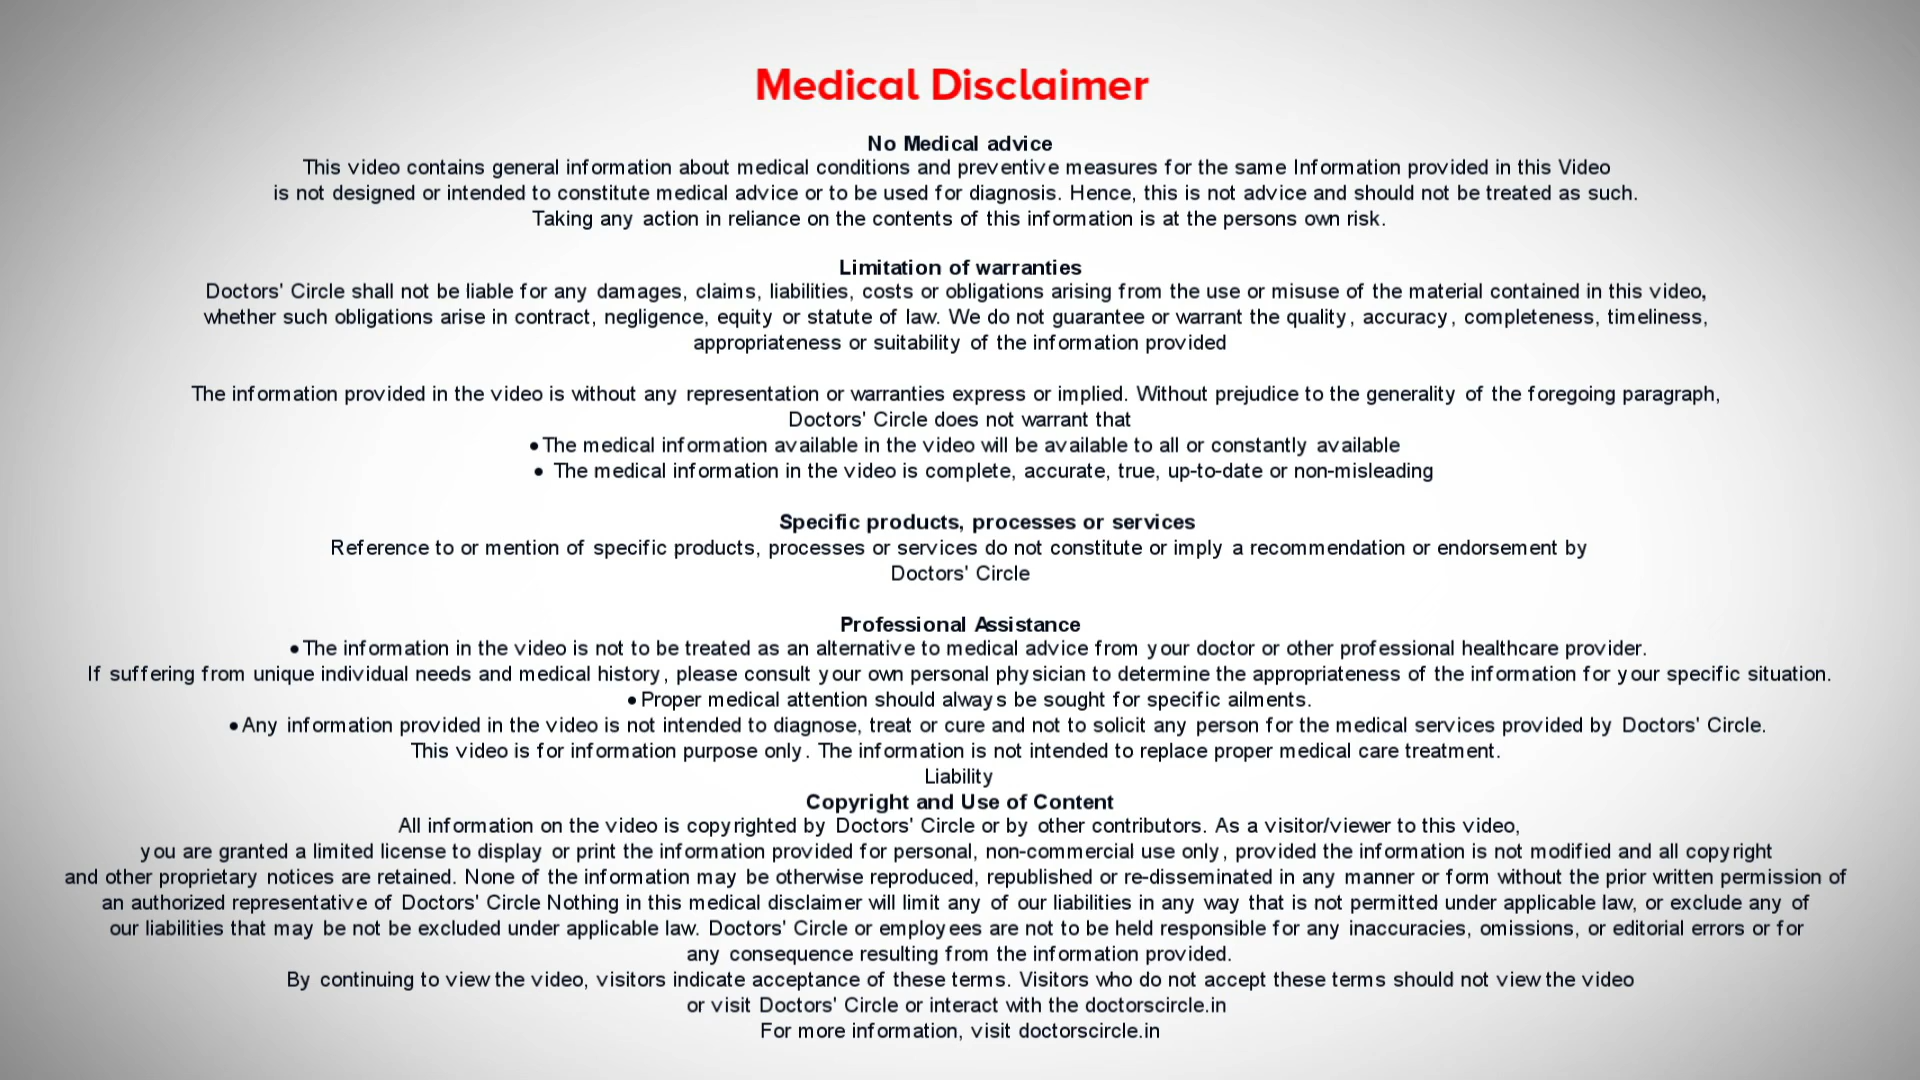 Medical Disclaimer
No Medical advice
This video contains general information about medical conditions and preventive measures for the same Information provided in this Video
is not designed or intended to constitute medical advice or to be used for diagnosis. Hence, this is not advice and should not be treated as such.
Taking any action in reliance on the contents of this information is at the persons own risk.
Limitation of warranties
Doctors' Circle shall not be liable for any damages, claims, liabilities, costs or obligations arising from the use or misuse of the material contained in this video,
whether such obligations arise in contract, negligence, equity or statute of law. We do not guarantee or warrant the quality, accuracy, completeness, timeliness,
appropriateness or suitability of the information provided
The information provided in the video is without any representation or warranties express or implied. Without prejudice to the generality of the foregoing paragraph,
Doctors' Circle does not warrant that
• The medical information available in the video will be available to all or constantly available
• The medical information in the video is complete, accurate, true, up-to-date or non-misleading
Specific products, processes or services
Reference to or mention of specific products, processes or services do not constitute or imply a recommendation or endorsement by
Doctors' Circle
Professional Assistance
• The information in the video is not to be treated as an alternative to medical advice from your doctor or other professional healthcare provider.
If suffering from unique individual needs and medical history, please consult your own personal physician to determine the appropriateness of the information for your specific situation.
• Proper medical attention should always be sought for specific ailments.
• Any information provided in the video is not intended to diagnose, treat or cure and not to solicit any person for the medical services provided by Doctors' Circle.
This video is for information purpose only. The information is not intended to replace proper medical care treatment.
Liability
Copyright and Use of Content
All information on the video is copyrighted by Doctors' Circle or by other contributors. As a visitor/viewer to this video,
you are granted a limited license to display or print the information provided for personal, non-commercial use only, provided the information is not modified and all copyright
and other proprietary notices are retained. None of the information may be otherwise reproduced, republished or re-disseminated in any manner or form without the prior written permission of
an authorized representative of Doctors' Circle Nothing in this medical disclaimer will limit any of our liabilities in any way that is not permitted under applicable law, or exclude any of
our liabilities that may be not be excluded under applicable law. Doctors' Circle or employees are not to be held responsible for any inaccuracies, omissions, or editorial errors or for
any consequence resulting from the information provided.
By continuing to view the video, visitors indicate acceptance of these terms. Visitors who do not accept these terms should not view the video
or visit Doctors' Circle or interact with the doctorscircle.in
For more information, visit doctorscircle.in